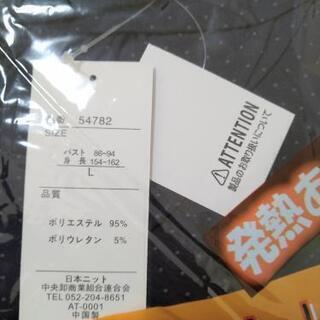 品番 54782
SIZE
バスト 86-94
身 長 154-162
L
品質
ポリエステル 95%
ポリウレタン 5%
日本ニット
中央卸商業組合連合会
TEL 052-204-8651
AT-0001
中国製
ATTENTION
製品のお取り扱いについて
発熱あ